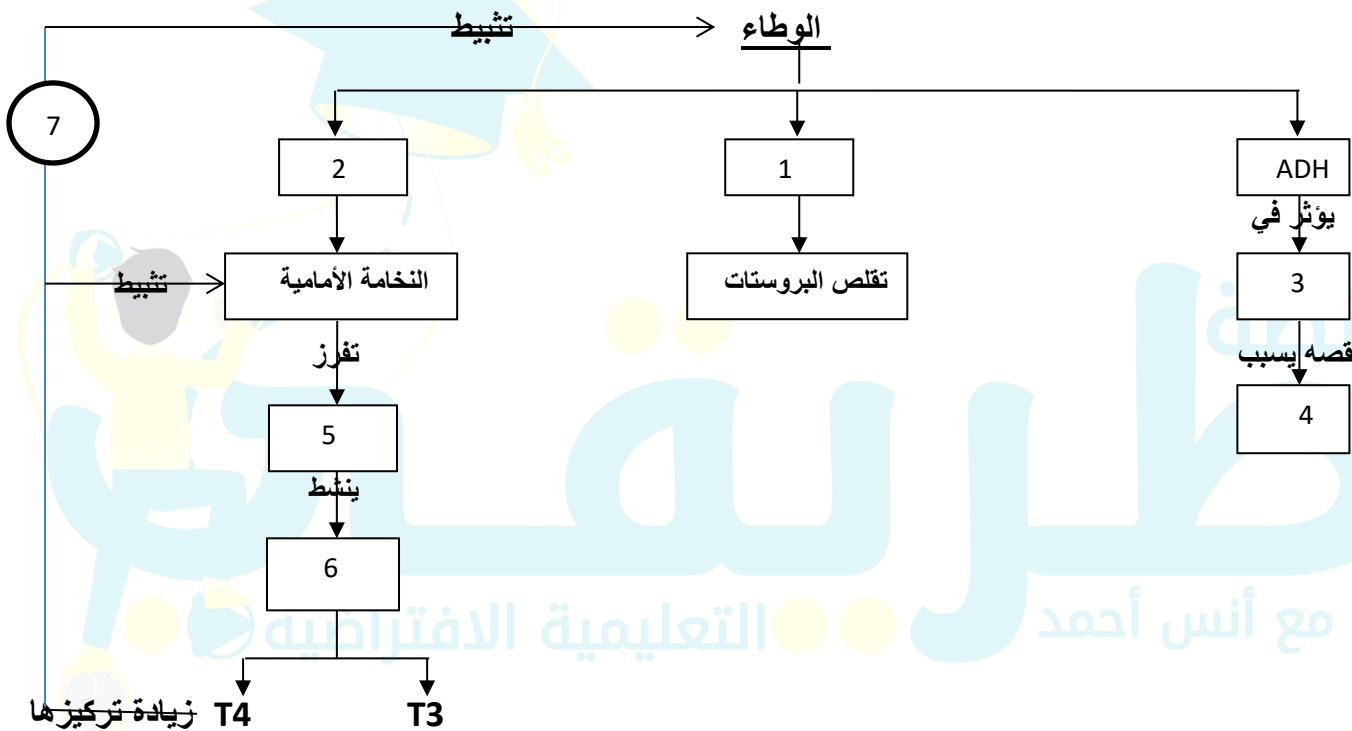 الوطاء
تثبيط
7
ADH
1
2
يؤثر في
3
تقلص البروستات
النخامة الأمامية
تثبيط
قصه يسبب
تفرز
4
5
ينشط
6
مع أنس أحمد
التعليمية الافتراضية
T3
T4
زيادة تركيزها